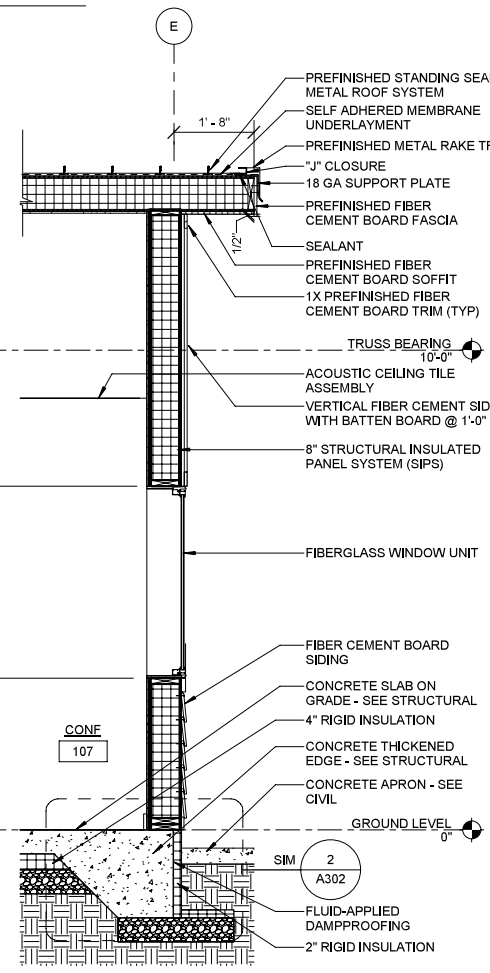 E
1' - 8"
PREFINISHED STANDING SEA
METAL ROOF SYSTEM
SELF ADHERED MEMBRANE
UNDERLAYMENT
PREFINISHED METAL RAKE TR
"J" CLOSURE
18 GA SUPPORT PLATE
PREFINISHED FIBER
CEMENT BOARD FASCIA
1/2"
SEALANT
PREFINISHED FIBER
CEMENT BOARD SOFFIT
1X PREFINISHED FIBER
CEMENT BOARD TRIM (TYP)
TRUSS BEARING
10'-0"
ACOUSTIC CEILING TILE
ASSEMBLY
VERTICAL FIBER CEMENT SID
WITH BATTEN BOARD @ 1'-0"
8" STRUCTURAL INSULATED
PANEL SYSTEM (SIPS)
FIBERGLASS WINDOW UNIT
FIBER CEMENT BOARD
SIDING
CONCRETE SLAB ON
GRADE - SEE STRUCTURAL
4" RIGID INSULATION
CONF
107
CONCRETE THICKENED
EDGE - SEE STRUCTURAL
CONCRETE APRON - SEE
CIVIL
GROUND LEVEL
0"
SIM
2
A302
FLUID-APPLIED
DAMPPROOFING
2" RIGID INSULATION